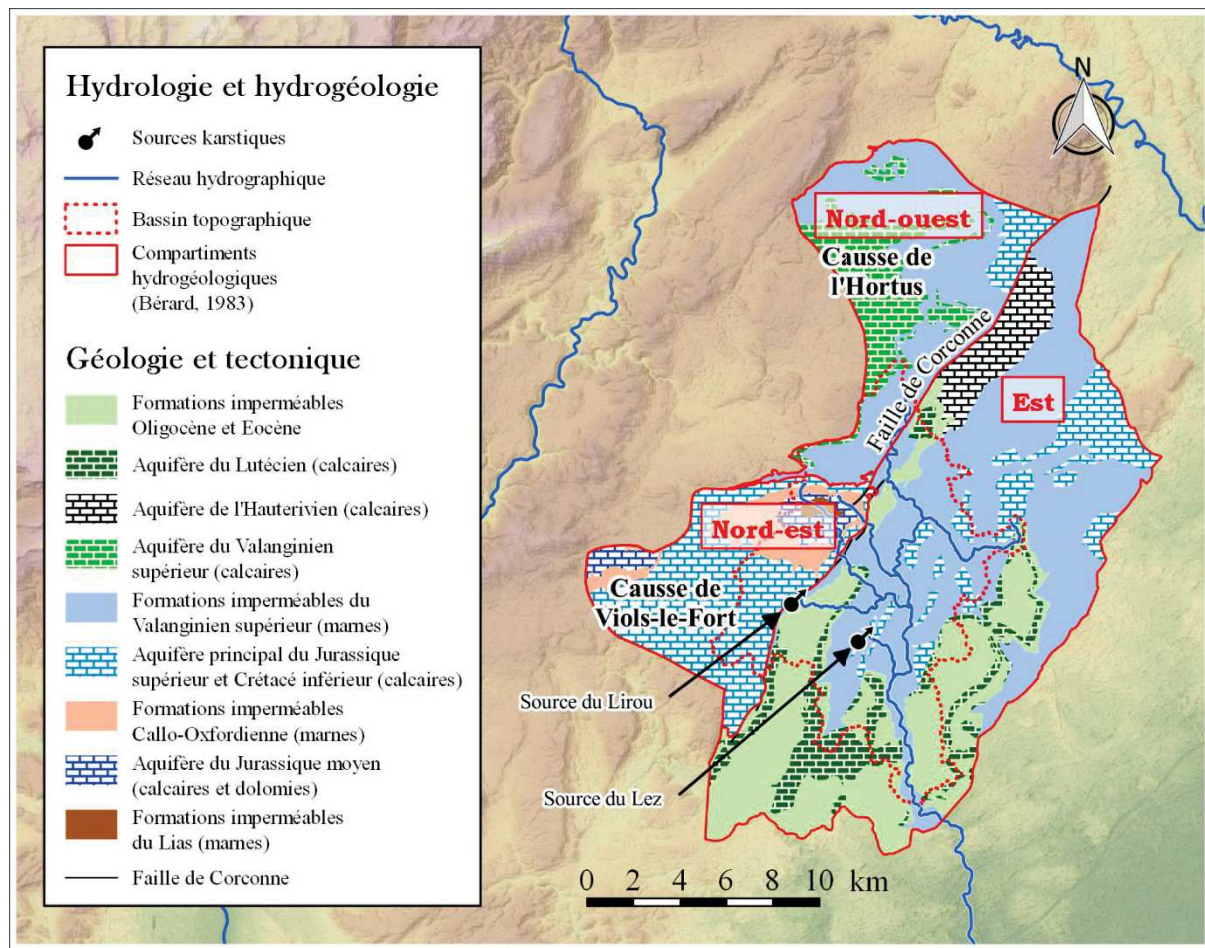 Hydrologie et hydrogéologie
Sources karstiques
Réseau hydrographique
Bassin topographique
Compartiments
hydrogéologiques
(Bérard, 1983)
Géologie et tectonique
Formations imperméables
Oligocène et Eocène
Aquifère du Lutécien (calcaires)
Aquifère de l'Hauterivien (calcaires)
Aquifère du Valanginien
supérieur (calcaires)
Formations imperméables du
Valanginien supérieur (marnes)
Aquifère principal du Jurassique
supérieur et Crétacé inférieur (calcaires)
Formations imperméables
Callo-Oxfordienne (marnes)
Aquifère du Jurassique moyen
(calcaires et dolomies)
Formations imperméables
du Lias (marnes)
Faille de Corconne
N
Nord-ouest
Causse de
l'Hortus
Faille de Corconne
Est
Nord-est
Causse de
Viols-le-Fort
Source du Lirou
Source du Lez
0 2 4 6 8 10 km